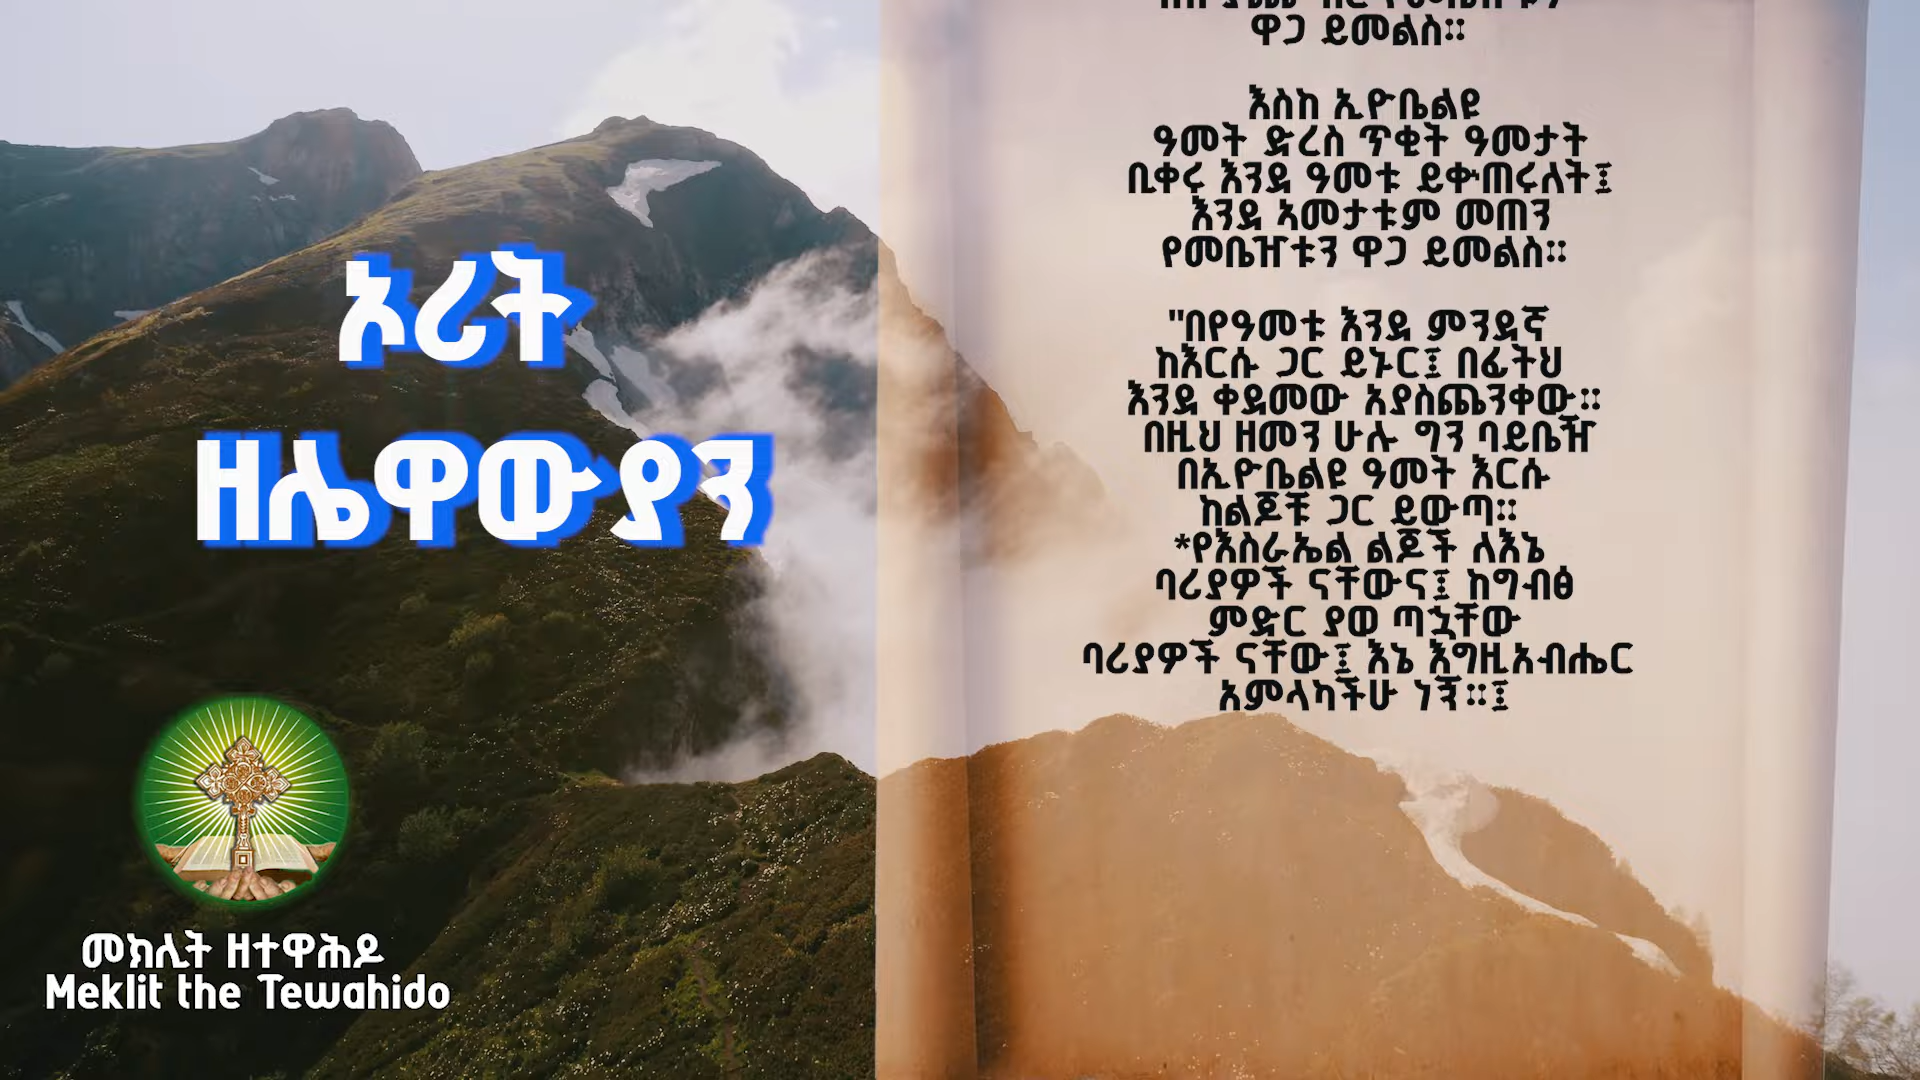 ኦሪት
ዘሌዋውያን
መክሊት ዘተዋሕዶ
Meklit the Tewahido
ዋጋ ይመልስ።
እስከ ኢዮቤልዩ
ዓመት ድረስ ጥቂት ዓመታት
ቢቀሩ እንደ ዓመቱ ይቍጠሩለት፤
እንደ ኣመታቱም መጠን
የመቤዠቱን ዋጋ ይመልስ።
"በየዓመቱ እንደ ምንደኛ
ከእርሱ ጋር ይኑር፤ በፊትህ
እንደ ቀደመው አያስጨንቀው።
በዚህ ዘመን ሁሉ ግን ባይቤዥ
በኢዮቤልዩ ዓመት እርሱ
ከልጆቹ ጋር ይውጣ።
*የእስራኤል ልጆች ለእኔ
ባሪያዎች ናቸውና፤ ከግብፅ
ምድር ያወ ጣኋቸው
ባሪያዎች ናቸው፤ እኔ እግዚአብሔር
አምላካችሁ ነኝ።፤